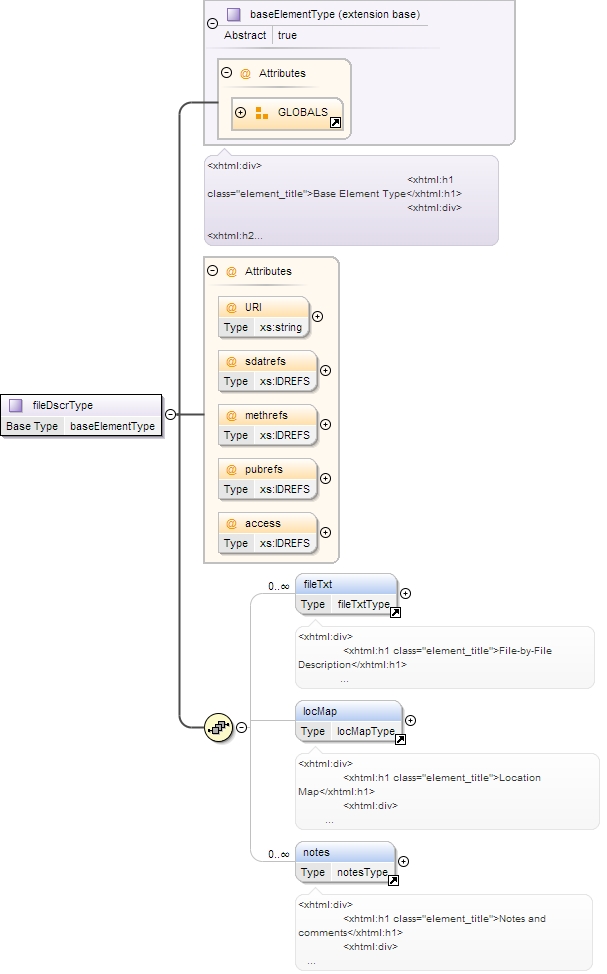 baseElementType (extension base)
Abstract true
@ Attributes
GLOBALS
<xhtml:div>
<xhtml:h1
class="element_title">Base Element Type</xhtml:h1>
<xhtml:div>
<xhtml:h2...
@ Attributes
@ URI
Type xs:string
@ sdatrefs
Type xs:IDREFS
@ methrefs
Type xs:IDREFS
fileDscrType
Base Type baseElementType
@ pubrefs
Type xs:IDREFS
@ access
Type xs:IDREFS
0..∞ fileTxt
Type fileTxtType
<xhtml:div>
<xhtml:h1 class="element_title">File-by-File
Description</xhtml:h1>
...
locMap
Type locMapType
<xhtml:div>
<xhtml:h1 class="element_title">Location
Map</xhtml:h1>
<xhtml:div>
...
0..∞ notes
Type notesType
<xhtml:div>
<xhtml:h1 class="element_title">Notes and
comments</xhtml:h1>
<xhtml:div>
...